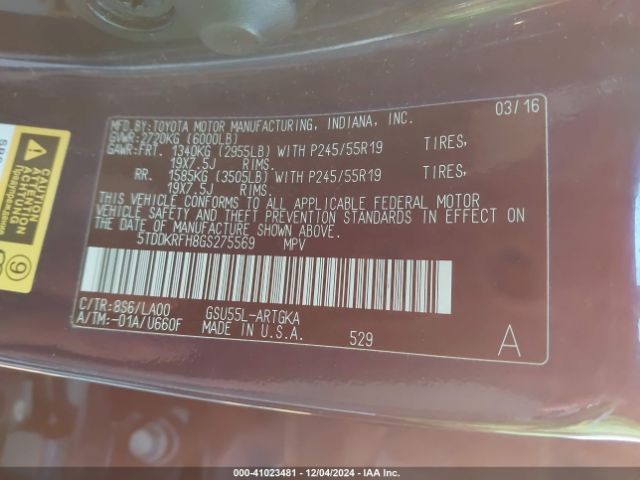 MFD.BY:TOYOTA MOTOR MANUFACTURING, INDIANA, INC. 03/16
GVWR:2720KG (6000LB)
GAWR:FRT. 1340KG (2955LB) WITH P245/55R19 TIRES,
19X7.5J RIMS.
RR. 1585KG (3505LB) WITH P245/55R19 TIRES,
19X7.5J RIMS.
THIS VEHICLE CONFORMS TO ALL APPLICABLE FEDERAL MOTOR
VEHICLE SAFETY AND THEFT PREVENTION STANDARDS IN EFFECT
ON THE DATE OF MANUFACTURE SHOWN ABOVE.
5TDDKRFH8GS275569 MPV
C/TR:8S6/LA00 GSU55L-ARTGKA
A/TM:-01A/U660F MADE IN U.S.A. 529 A
CAUTION
ATTENTION
ACHTUNG
9
000-41023481 - 12/04/2024 - IAA Inc.